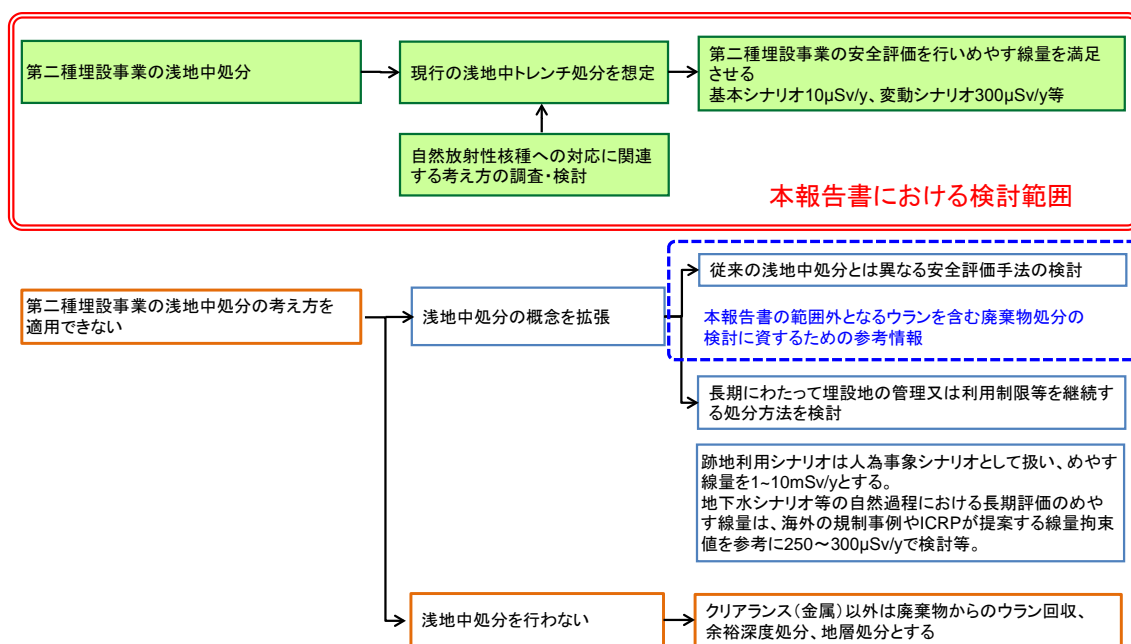 第二種埋設事業の浅地中処分
現行の浅地中トレンチ処分を想定
第二種埋設事業の安全評価を行いめやす線量を満足
させる
基本シナリオ10μSv/y、変動シナリオ300μSv/y等
自然放射性核種への対応に関連
する考え方の調査・検討
本報告書における検討範囲
第二種埋設事業の浅地中処分の考え方を
適用できない
浅地中処分の概念を拡張
従来の浅地中処分とは異なる安全評価手法の検討
本報告書の範囲外となるウランを含む廃棄物処分の
検討に資するための参考情報
長期にわたって埋設地の管理又は利用制限等を継続す
る処分方法を検討
跡地利用シナリオは人為事象シナリオとして扱い、めやす
線量を1~10mSv/yとする。
地下水シナリオ等の自然過程における長期評価のめや
す線量は、海外の規制事例やICRPが提案する線量拘束
値を参考に250～300μSv/yで検討等。
浅地中処分を行わない
クリアランス(金属)以外は廃棄物からのウラン回収、
余裕深度処分、地層処分とする